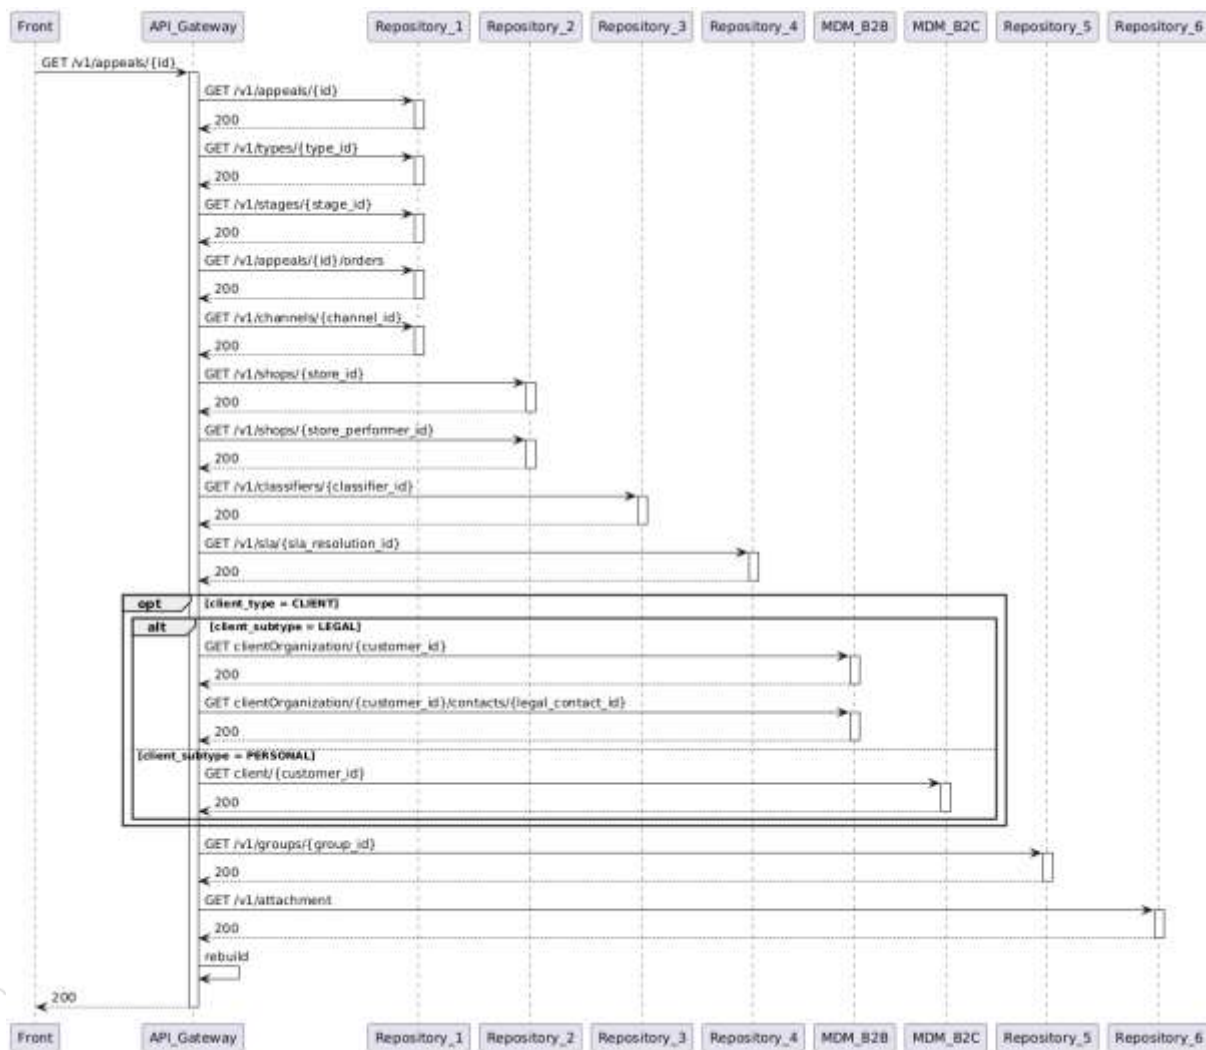 Front API_Gateway Repository_1 Repository_2 Repository_3 Repository_4 MDM_B2B MDM_B2C Repository_5 Repository_6
GET /v1/appeals/{id}
GET /v1/appeals/{id}
200
GET /v1/types/{type_id}
200
GET /v1/stages/{stage_id}
200
GET /v1/appeals/{id}/orders
200
GET /v1/channels/{channel_id}
200
GET /v1/shops/{store_id}
200
GET /v1/shops/{store_performer_id}
200
GET /v1/classifiers/{classifier_id}
200
GET /v1/sla/{sla_resolution_id}
200
opt [client_type = CLIENT]
alt [client_subtype = LEGAL]
GET clientOrganization/{customer_id}
200
GET clientOrganization/{customer_id}/contacts/{legal_contact_id}
200
[client_subtype = PERSONAL]
GET client/{customer_id}
200
GET /v1/groups/{group_id}
200
GET /v1/attachment
200
rebuild
200
Front API_Gateway Repository_1 Repository_2 Repository_3 Repository_4 MDM_B2B MDM_B2C Repository_5 Repository_6